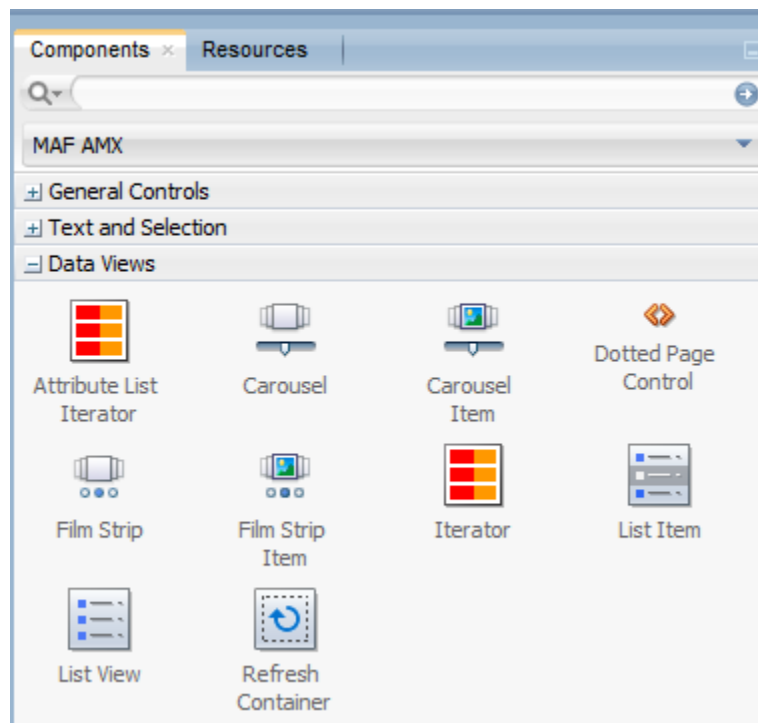 Components Resources
MAF AMX
General Controls
Text and Selection
Data Views
Attribute List
Iterator
Carousel
Carousel
Item
Dotted Page
Control
Film Strip
Film Strip
Item
Iterator
List Item
List View
Refresh
Container